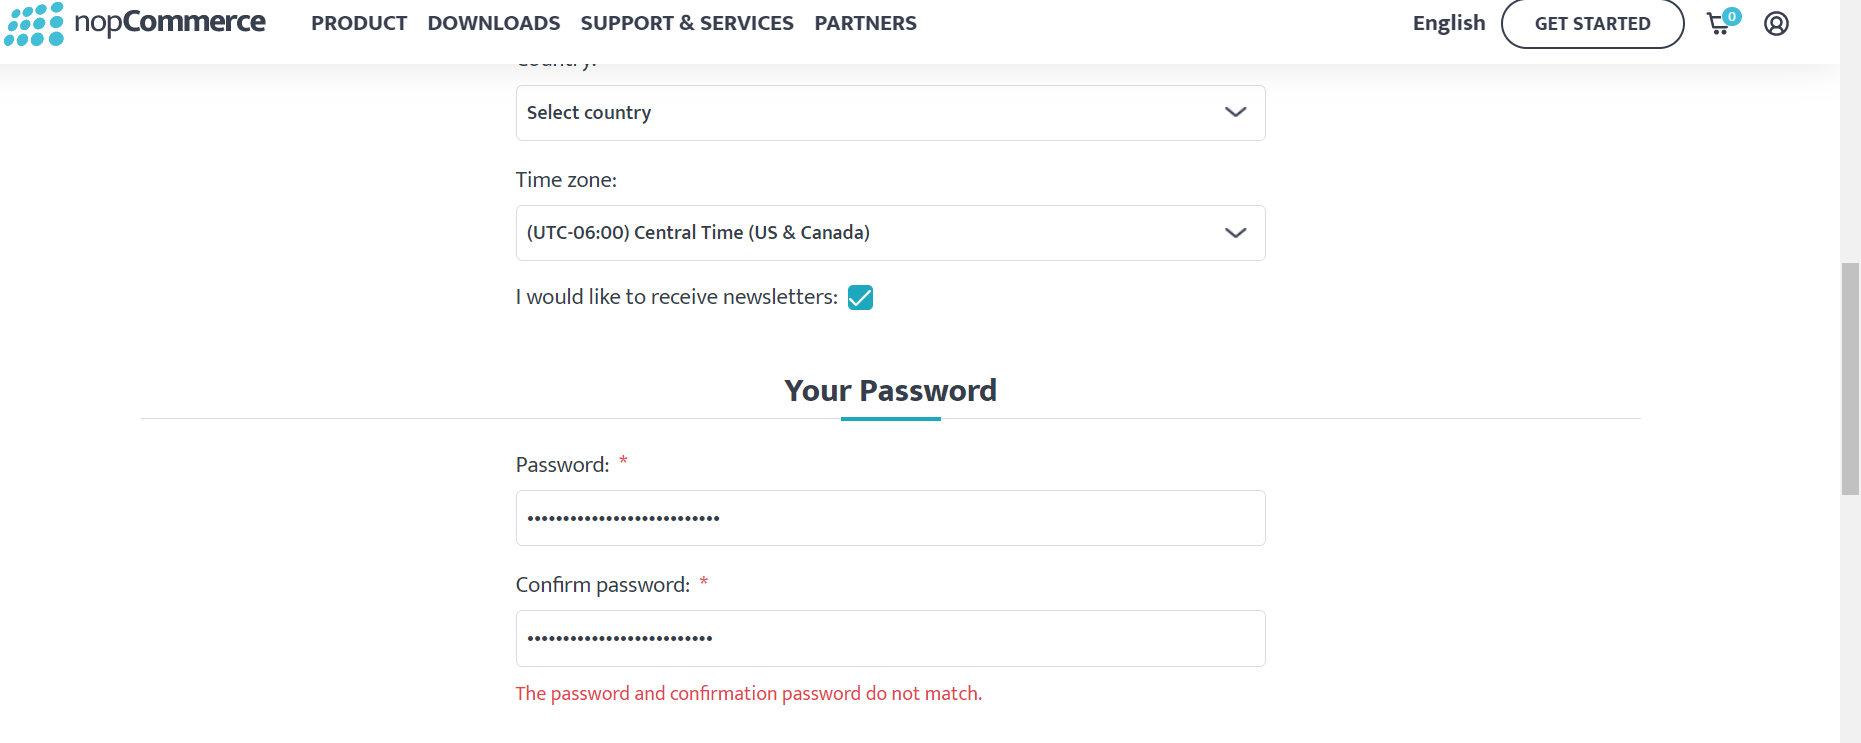 nopCommerce PRODUCT DOWNLOADS SUPPORT & SERVICES PARTNERS English GET STARTED 0
Country:
Select country
Time zone:
(UTC-06:00) Central Time (US & Canada)
I would like to receive newsletters:
Your Password
Password: *
•••••••••••••••••••••••••••
Confirm password: *
••••••••••••••••••••••••••
The password and confirmation password do not match.